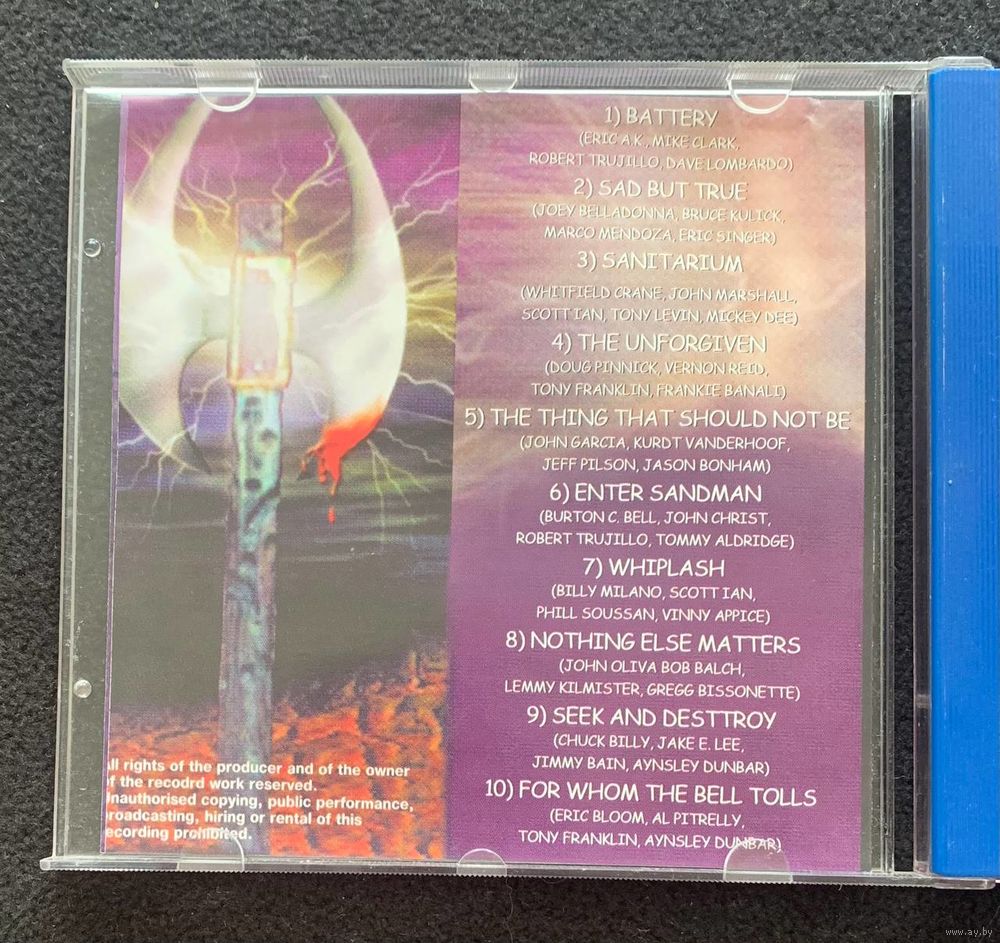 1) BATTERY
(ERIC A.K., MIKE CLARK,
ROBERT TRUJILLO, DAVE LOMBARDO)
2) SAD BUT TRUE
(JOEY BELLADONNA, BRUCE KULICK,
MARCO MENDOZA, ERIC SINGER)
3) SANITARIUM
(WHITFIELD CRANE, JOHN MARSHALL,
SCOTT IAN, TONY LEVIN, MICKEY DEE)
4) THE UNFORGIVEN
(DOUG PINNICK, VERNON REID,
TONY FRANKLIN, FRANKIE BANALI)
5) THE THING THAT SHOULD NOT BE
(JOHN GARCIA, KURDT VANDERHOOF,
JEFF PILSON, JASON BONHAM)
6) ENTER SANDMAN
(BURTON C. BELL, JOHN CHRIST,
ROBERT TRUJILLO, TOMMY ALDRIDGE)
7) WHIPLASH
(BILLY MILANO, SCOTT IAN,
PHILL SOUSSAN, VINNY APPICE)
8) NOTHING ELSE MATTERS
(JOHN OLIVA BOB BALCH,
LEMMY KILMISTER, GREGG BISSONETTE)
9) SEEK AND DESTTROY
(CHUCK BILLY, JAKE E. LEE,
JIMMY BAIN, AYNSLEY DUNBAR)
10) FOR WHOM THE BELL TOLLS
(ERIC BLOOM, AL PITRELLY,
TONY FRANKLIN, AYNSLEY DUNBAR)
ll rights of the producer and of the owner
f the recodrd work reserved.
nauthorised copying, public performance,
roadcasting, hiring or rental of this
ecording prohibited.
www.ay.by